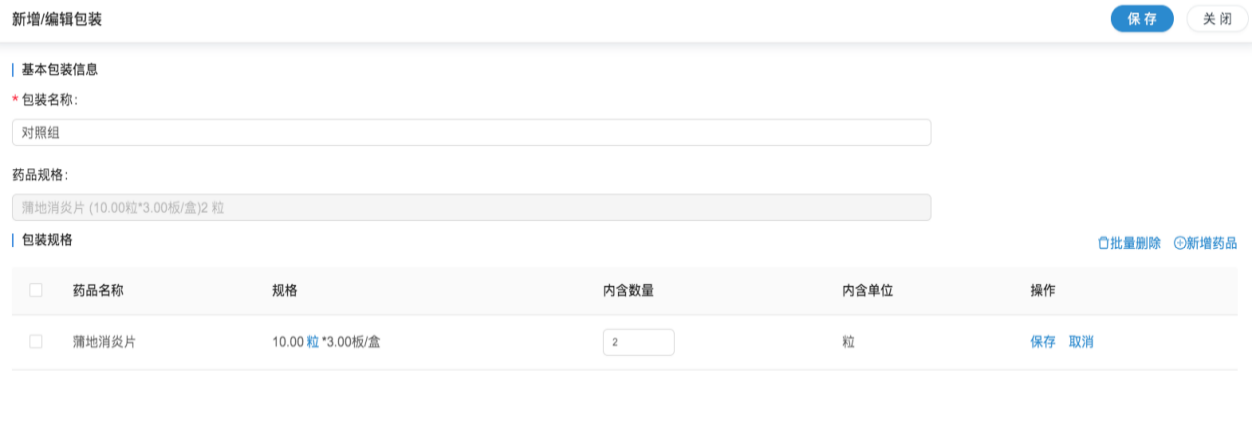 新增/编辑包装
保 存 关 闭
基本包装信息
* 包装名称:
对照组
药品规格:
蒲地消炎片 (10.00粒*3.00板/盒)2 粒
包装规格 批量删除 新增药品
药品名称 规格 内含数量 内含单位 操作
蒲地消炎片 10.00 粒 *3.00板/盒 2 粒 保存 取消